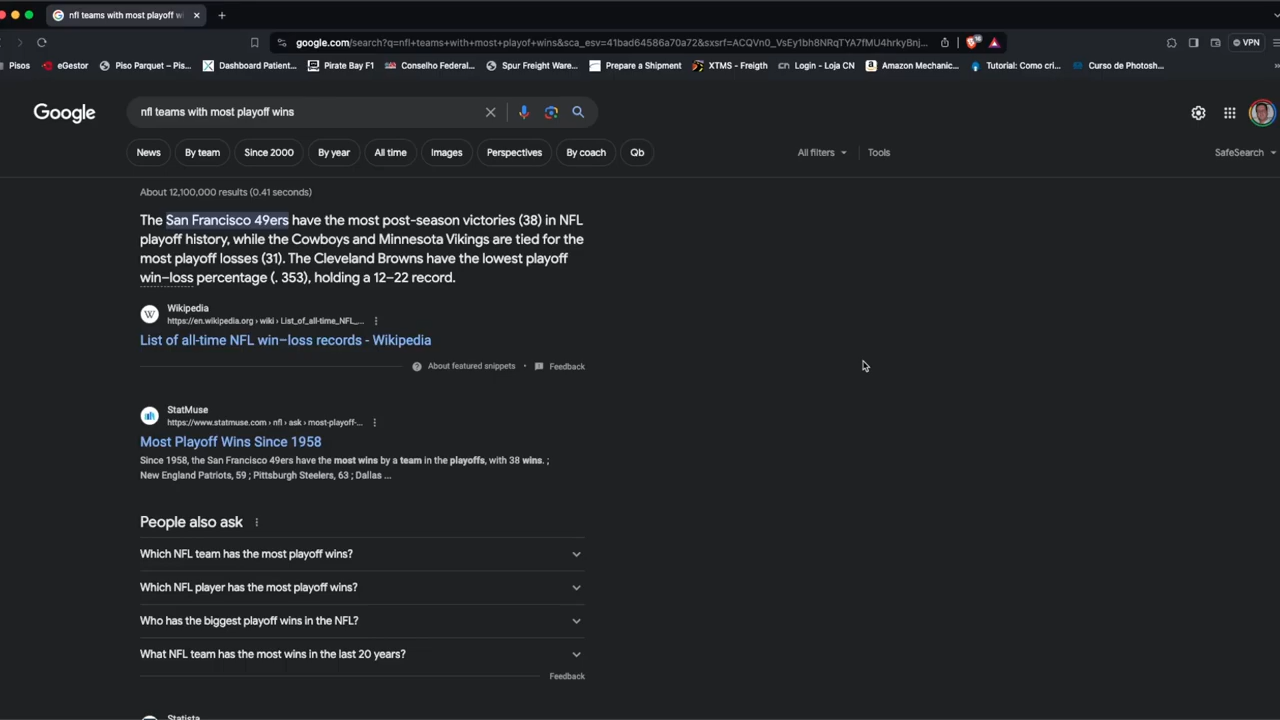 nfl teams with most playoff wi
google.com/search?q=nfl+teams+with+most+playof+wins&sca_esv=41bad64586a70a72&sxsrf=ACQVn0_VsEy1bh8NRqTYA7fMU4hrkyBnj...
VPN
Pisos
eGestor
Piso Parquet – Pis...
Dashboard Patient...
Pirate Bay F1
Conselho Federal...
Spur Freight Ware...
Prepare a Shipment
XTMS - Freigth
Login - Loja CN
Amazon Mechanic...
Tutorial: Como cri...
Curso de Photosh...
Google
nfl teams with most playoff wins
News
By team
Since 2000
By year
All time
Images
Perspectives
By coach
Qb
All filters
Tools
SafeSearch
About 12,100,000 results (0.41 seconds)
The San Francisco 49ers have the most post-season victories (38) in NFL
playoff history, while the Cowboys and Minnesota Vikings are tied for the
most playoff losses (31). The Cleveland Browns have the lowest playoff
win–loss percentage (. 353), holding a 12–22 record.
Wikipedia
https://en.wikipedia.org › wiki › List_of_all-time_NFL_...
List of all-time NFL win–loss records - Wikipedia
About featured snippets • Feedback
StatMuse
https://www.statmuse.com › nfl › ask › most-playoff-...
Most Playoff Wins Since 1958
Since 1958, the San Francisco 49ers have the most wins by a team in the playoffs, with 38 wins. ;
New England Patriots, 59 ; Pittsburgh Steelers, 63 ; Dallas ...
People also ask
Which NFL team has the most playoff wins?
Which NFL player has the most playoff wins?
Who has the biggest playoff wins in the NFL?
What NFL team has the most wins in the last 20 years?
Feedback
Statista